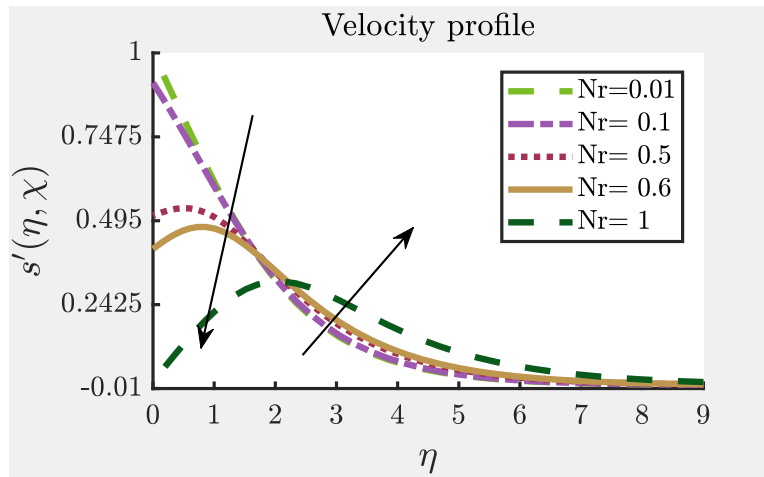 Velocity profile
1
0.7475
0.495
0.2425
-0.01
s′(η, χ)
Nr=0.01
Nr= 0.1
Nr= 0.5
Nr= 0.6
Nr= 1
0 1 2 3 4 5 6 7 8 9
η